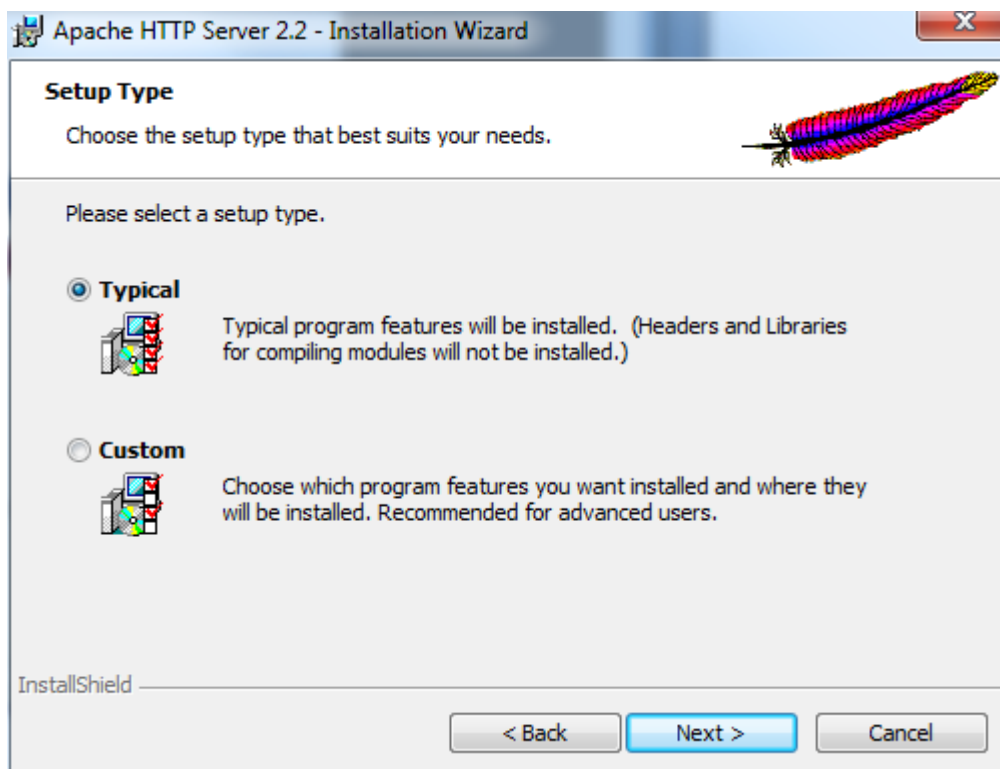 Apache HTTP Server 2.2 - Installation Wizard
Setup Type
Choose the setup type that best suits your needs.
Please select a setup type.
Typical
Typical program features will be installed. (Headers and Libraries
for compiling modules will not be installed.)
Custom
Choose which program features you want installed and where they
will be installed. Recommended for advanced users.
InstallShield
< Back
Next >
Cancel